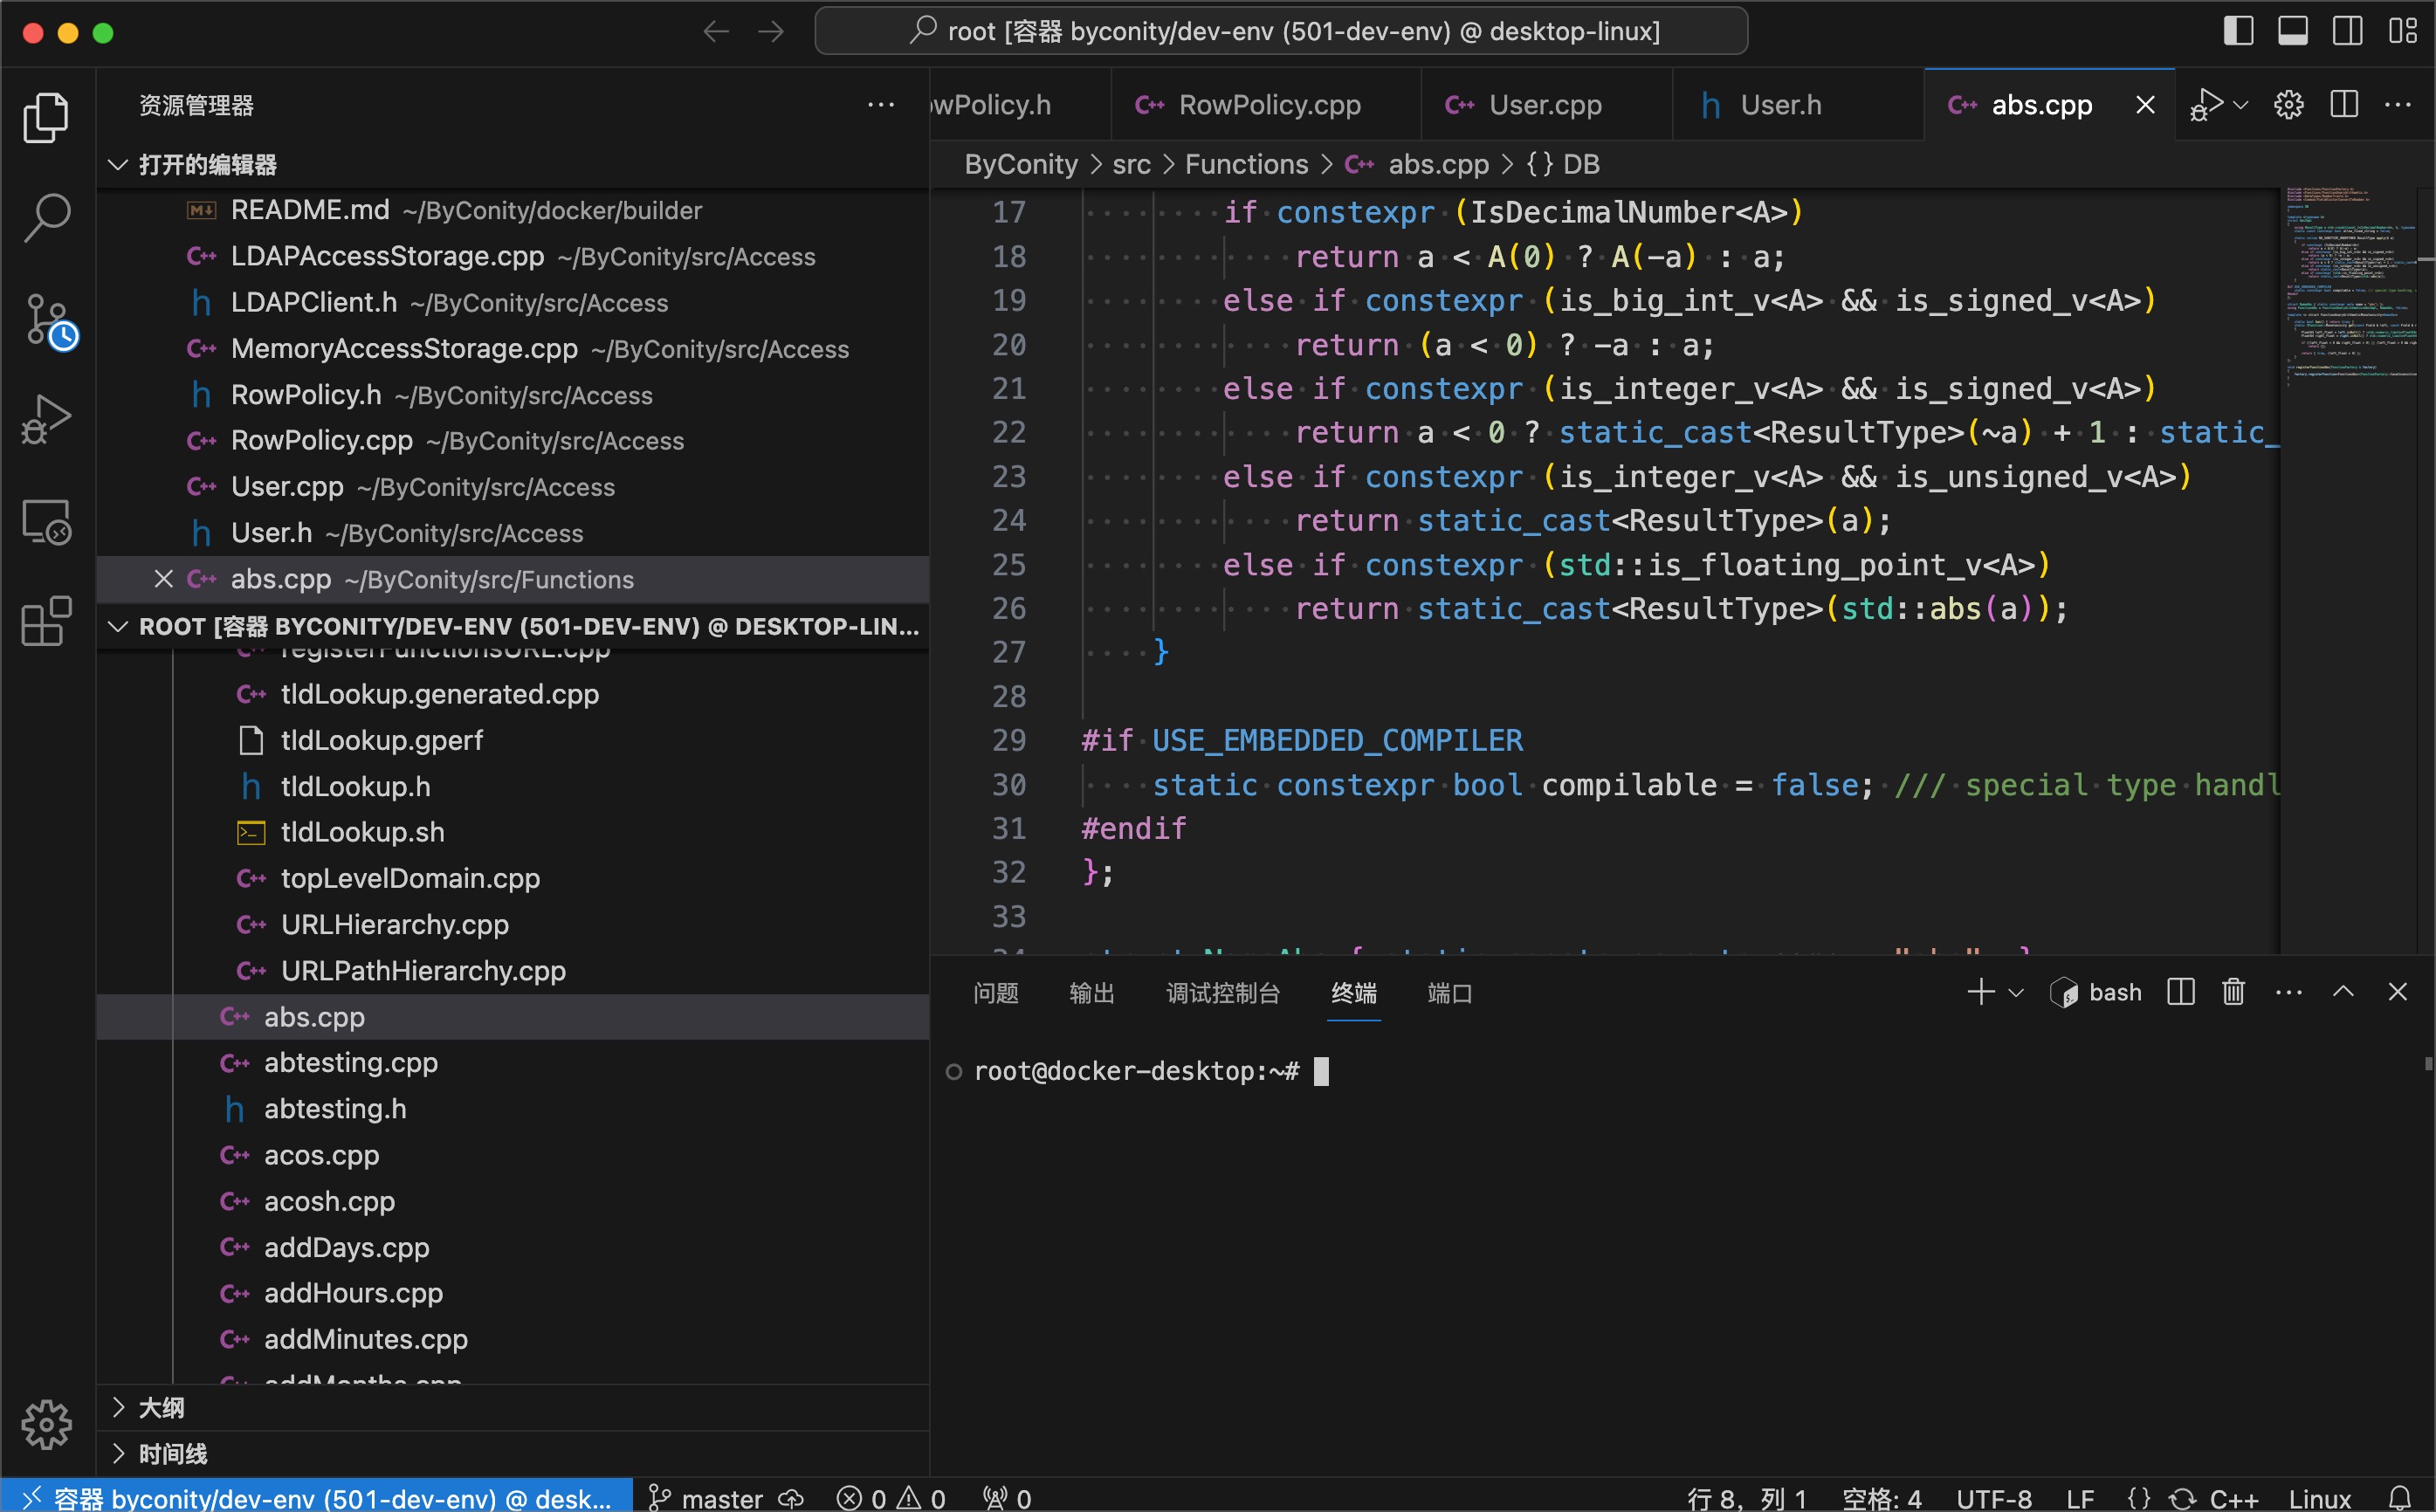 root [容器 byconity/dev-env (501-dev-env) @ desktop-linux]
资源管理器
打开的编辑器
README.md ~/ByConity/docker/builder
LDAPAccessStorage.cpp ~/ByConity/src/Access
LDAPClient.h ~/ByConity/src/Access
MemoryAccessStorage.cpp ~/ByConity/src/Access
RowPolicy.h ~/ByConity/src/Access
RowPolicy.cpp ~/ByConity/src/Access
User.cpp ~/ByConity/src/Access
User.h ~/ByConity/src/Access
abs.cpp ~/ByConity/src/Functions
ROOT [容器 BYCONITY/DEV-ENV (501-DEV-ENV) @ DESKTOP-LIN...
registerFunctionsURL.cpp
tldLookup.generated.cpp
tldLookup.gperf
tldLookup.h
tldLookup.sh
topLevelDomain.cpp
URLHierarchy.cpp
URLPathHierarchy.cpp
abs.cpp
abtesting.cpp
abtesting.h
acos.cpp
acosh.cpp
addDays.cpp
addHours.cpp
addMinutes.cpp
addMonths.cpp
大纲
时间线
owPolicy.h
RowPolicy.cpp
User.cpp
User.h
abs.cpp
ByConity > src > Functions > abs.cpp > {} DB
17 if constexpr (IsDecimalNumber<A>)
18 return a < A(0) ? A(-a) : a;
19 else if constexpr (is_big_int_v<A> && is_signed_v<A>)
20 return (a < 0) ? -a : a;
21 else if constexpr (is_integer_v<A> && is_signed_v<A>)
22 return a < 0 ? static_cast<ResultType>(~a) + 1 : static_
23 else if constexpr (is_integer_v<A> && is_unsigned_v<A>)
24 return static_cast<ResultType>(a);
25 else if constexpr (std::is_floating_point_v<A>)
26 return static_cast<ResultType>(std::abs(a));
27 }
28
29 #if USE_EMBEDDED_COMPILER
30 static constexpr bool compilable = false; /// special type handl
31 #endif
32 };
33
问题 输出 调试控制台 终端 端口
bash
root@docker-desktop:~#
容器 byconity/dev-env (501-dev-env) @ desk... master 0 0 0 行 8，列 1 空格: 4 UTF-8 LF {} C++ Linux